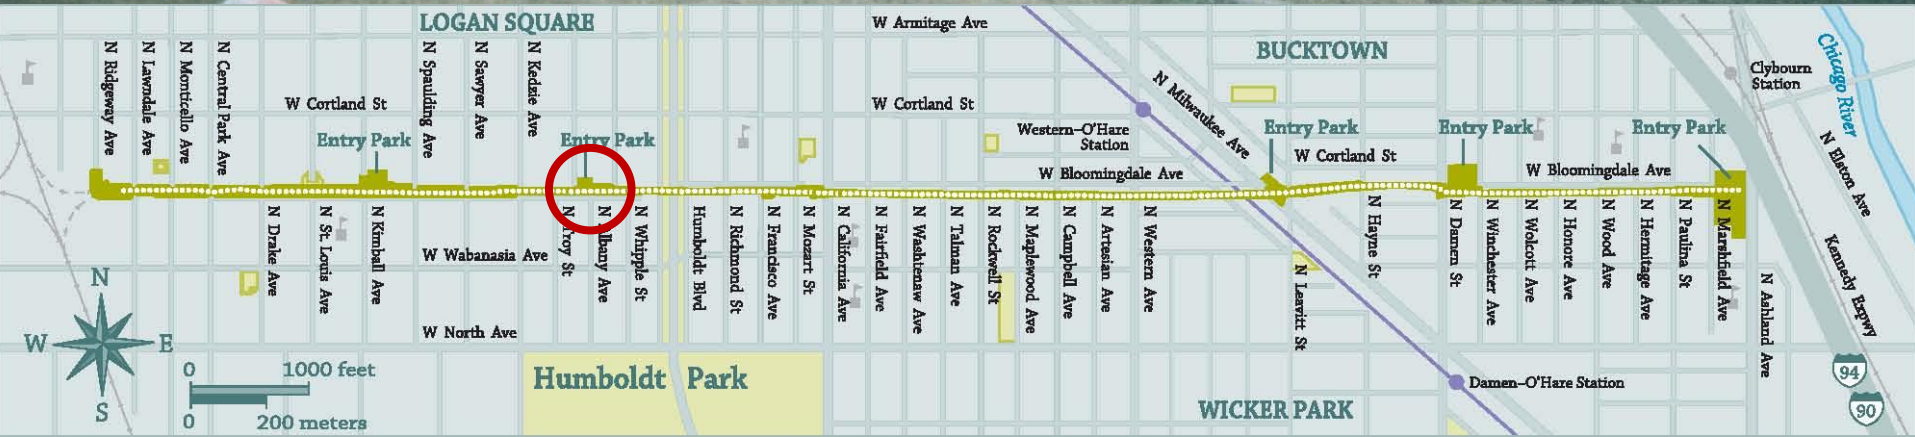 LOGAN SQUARE
W Armitage Ave
BUCKTOWN
Chicago River
Clybourn
Station
N Ridgeway Ave
N Lawndale Ave
N Monticello Ave
N Central Park Ave
W Cortland St
N Spaulding Ave
N Sawyer Ave
N Kedzie Ave
W Cortland St
N Milwaukee Ave
Entry Park
Entry Park
Western-O'Hare
Station
Entry Park
Entry Park
Entry Park
W Cortland St
W Bloomingdale Ave
W Bloomingdale Ave
N Elston Ave
N Drake Ave
N St. Louis Ave
N Kimball Ave
W Wabanasia Ave
N Troy St
N Albany Ave
N Whipple St
Humboldt Blvd
N Richmond St
N Francisco Ave
N Mozart St
N California Ave
N Fairfield Ave
N Washtenaw Ave
N Talman Ave
N Rockwell St
N Maplewood Ave
N Campbell Ave
N Artesian Ave
N Western Ave
N Leavitt St
N Hayne St
N Damen St
N Winchester Ave
N Wolcott Ave
N Honore Ave
N Wood Ave
N Hermitage Ave
N Paulina St
N Marshfield Ave
N Ashland Ave
Kennedy Expwy
N
W
E
S
W North Ave
0
1000 feet
0
200 meters
Humboldt Park
Damen-O'Hare Station
WICKER PARK
94
90